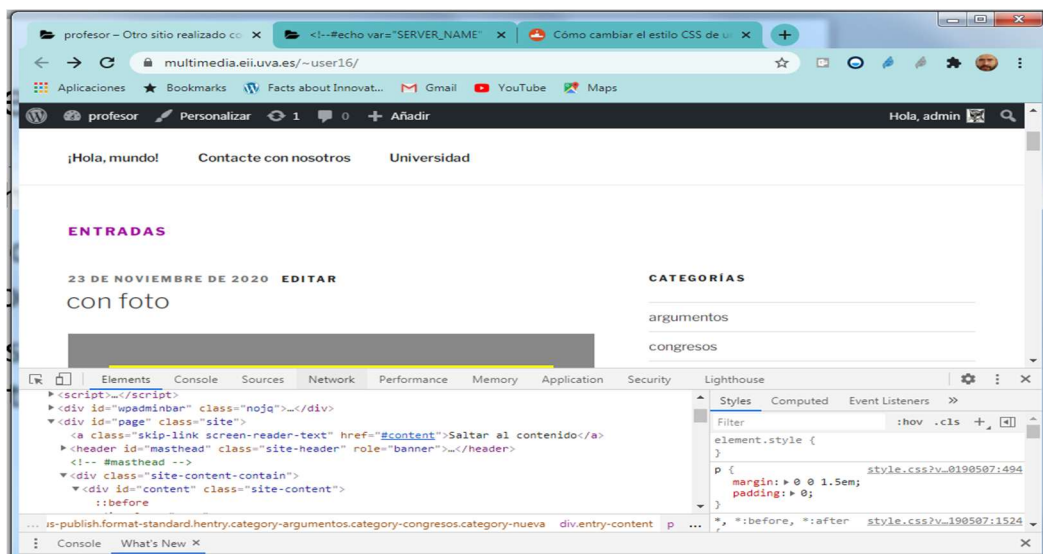 profesor – Otro sitio realizado co
<!--#echo var="SERVER_NAME"
Cómo cambiar el estilo CSS de u
multimedia.eii.uva.es/~user16/
Aplicaciones Bookmarks Facts about Innovat... Gmail YouTube Maps
profesor Personalizar 1 0 + Añadir Hola, admin
¡Hola, mundo! Contacte con nosotros Universidad
ENTRADAS
23 DE NOVIEMBRE DE 2020 EDITAR
con foto
CATEGORÍAS
argumentos
congresos
Elements Console Sources Network Performance Memory Application Security Lighthouse
<script>…</script>
<div id="wpadminbar" class="nojq">…</div>
<div id="page" class="site">
<a class="skip-link screen-reader-text" href="#content">Saltar al contenido</a>
<header id="masthead" class="site-header" role="banner">…</header>
<!-- #masthead -->
<div class="site-content-contain">
<div id="content" class="site-content">
::before
... us-publish.format-standard.hentry.category-argumentos.category-congresos.category-nueva div.entry-content p ...
Styles Computed Event Listeners »
Filter :hov .cls +
element.style {
}
p { style.css?v…0190507:494
margin: 0 0 1.5em;
padding: 0;
}
*, *:before, *:after style.css?v…190507:1524
Console What's New ×